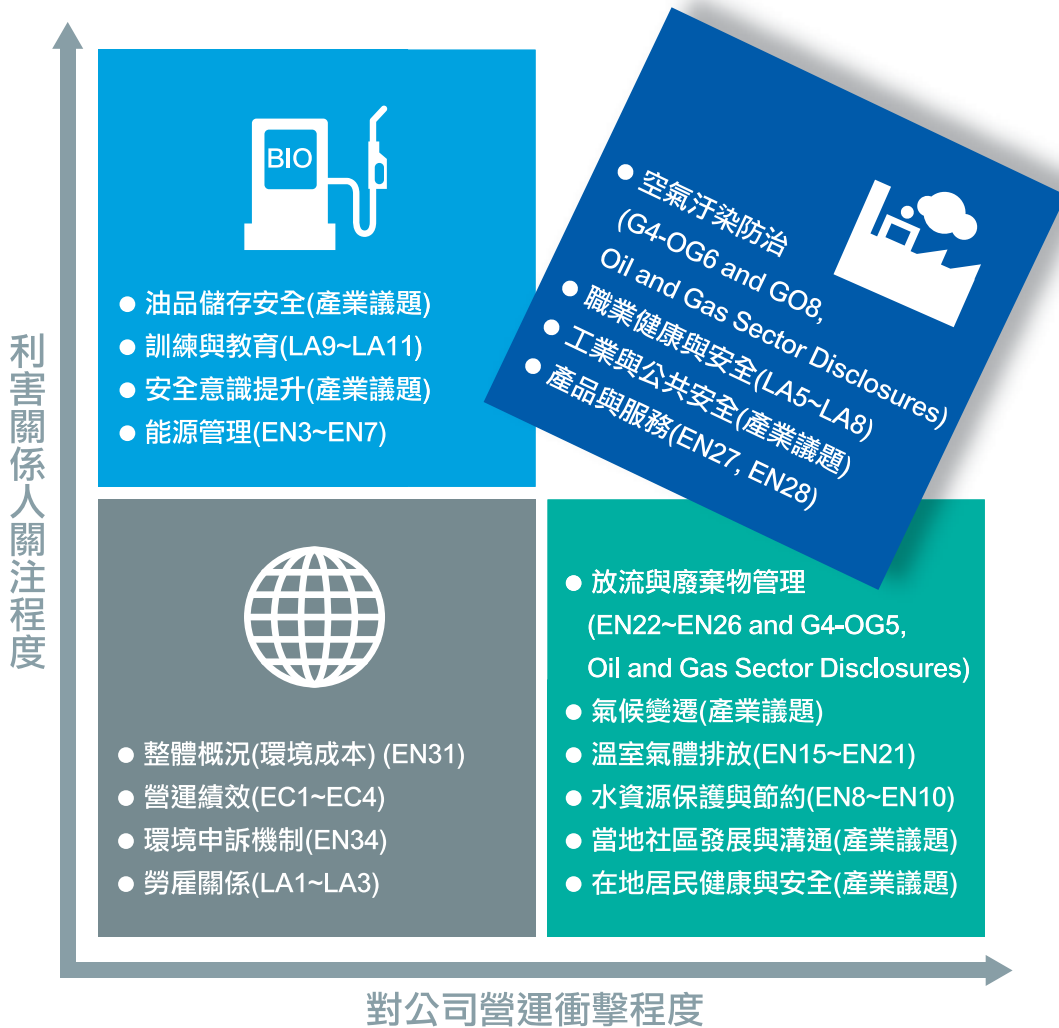 利害關係人關注程度
BIO
● 油品儲存安全(產業議題)
● 訓練與教育(LA9~LA11)
● 安全意識提升(產業議題)
● 能源管理(EN3~EN7)
● 空氣汙染防治
(G4-OG6 and GO8,
Oil and Gas Sector Disclosures)
● 職業健康與安全(LA5~LA8)
● 工業與公共安全(產業議題)
● 產品與服務(EN27, EN28)
● 整體概況(環境成本) (EN31)
● 營運績效(EC1~EC4)
● 環境申訴機制(EN34)
● 勞雇關係(LA1~LA3)
● 放流與廢棄物管理
(EN22~EN26 and G4-OG5,
Oil and Gas Sector Disclosures)
● 氣候變遷(產業議題)
● 溫室氣體排放(EN15~EN21)
● 水資源保護與節約(EN8~EN10)
● 當地社區發展與溝通(產業議題)
● 在地居民健康與安全(產業議題)
對公司營運衝擊程度